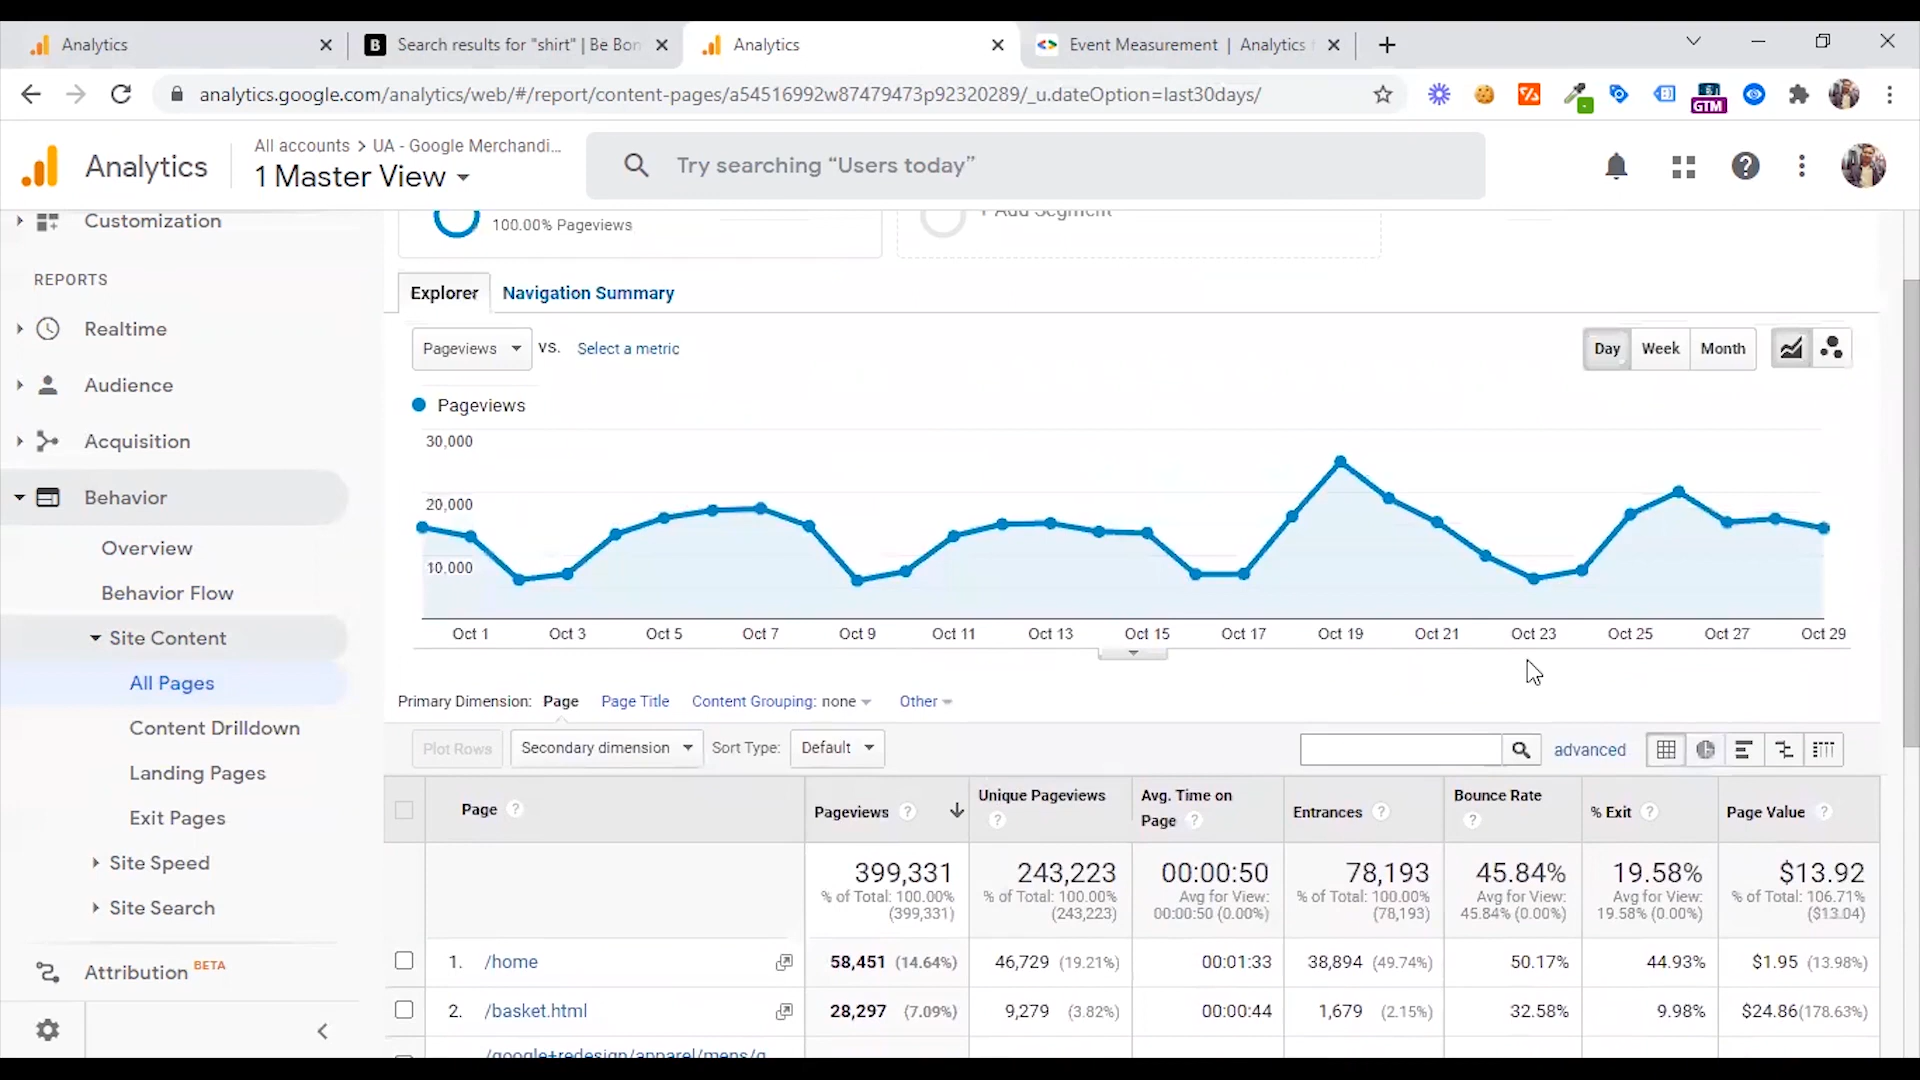 Analytics
B Search results for "shirt" | Be Bon
Analytics
Event Measurement | Analytics
analytics.google.com/analytics/web/#/report/content-pages/a54516992w87479473p92320289/_u.dateOption=last30days/
GTM
Analytics
All accounts > UA - Google Merchandi...
1 Master View
Try searching “Users today”
Customization
REPORTS
Realtime
Audience
Acquisition
Behavior
Overview
Behavior Flow
Site Content
All Pages
Content Drilldown
Landing Pages
Exit Pages
Site Speed
Site Search
Attribution BETA
100.00% Pageviews
+ Add Segment
Explorer
Navigation Summary
Pageviews VS. Select a metric
Day Week Month
Pageviews
30,000
20,000
10,000
Oct 1 Oct 3 Oct 5 Oct 7 Oct 9 Oct 11 Oct 13 Oct 15 Oct 17 Oct 19 Oct 21 Oct 23 Oct 25 Oct 27 Oct 29
Primary Dimension: Page Page Title Content Grouping: none Other
Plot Rows Secondary dimension Sort Type: Default advanced
Page ? Pageviews ? Unique Pageviews ? Avg. Time on Page ? Entrances ? Bounce Rate ? % Exit ? Page Value ?
399,331 243,223 00:00:50 78,193 45.84% 19.58% $13.92
% of Total: 100.00% % of Total: 100.00% Avg for View: % of Total: 100.00% Avg for View: Avg for View: % of Total: 106.71%
(399,331) (243,223) 00:00:50 (0.00%) (78,193) 45.84% (0.00%) 19.58% (0.00%) ($13.04)
1. /home 58,451 (14.64%) 46,729 (19.21%) 00:01:33 38,894 (49.74%) 50.17% 44.93% $1.95 (13.98%)
2. /basket.html 28,297 (7.09%) 9,279 (3.82%) 00:00:44 1,679 (2.15%) 32.58% 9.98% $24.86(178.63%)
/google+redesign/apparel/mens/q